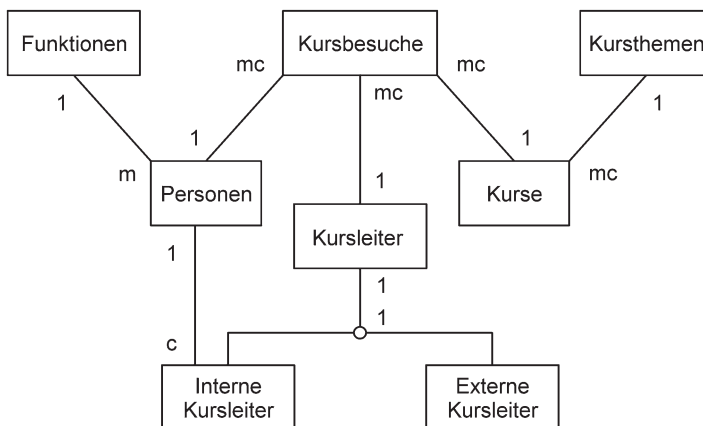 Funktionen
Kursbesuche
Kursthemen
mc
mc
mc
1
1
1
1
m
mc
Personen
1
Kurse
Kursleiter
1
1
1
c
Interne
Kursleiter
Externe
Kursleiter